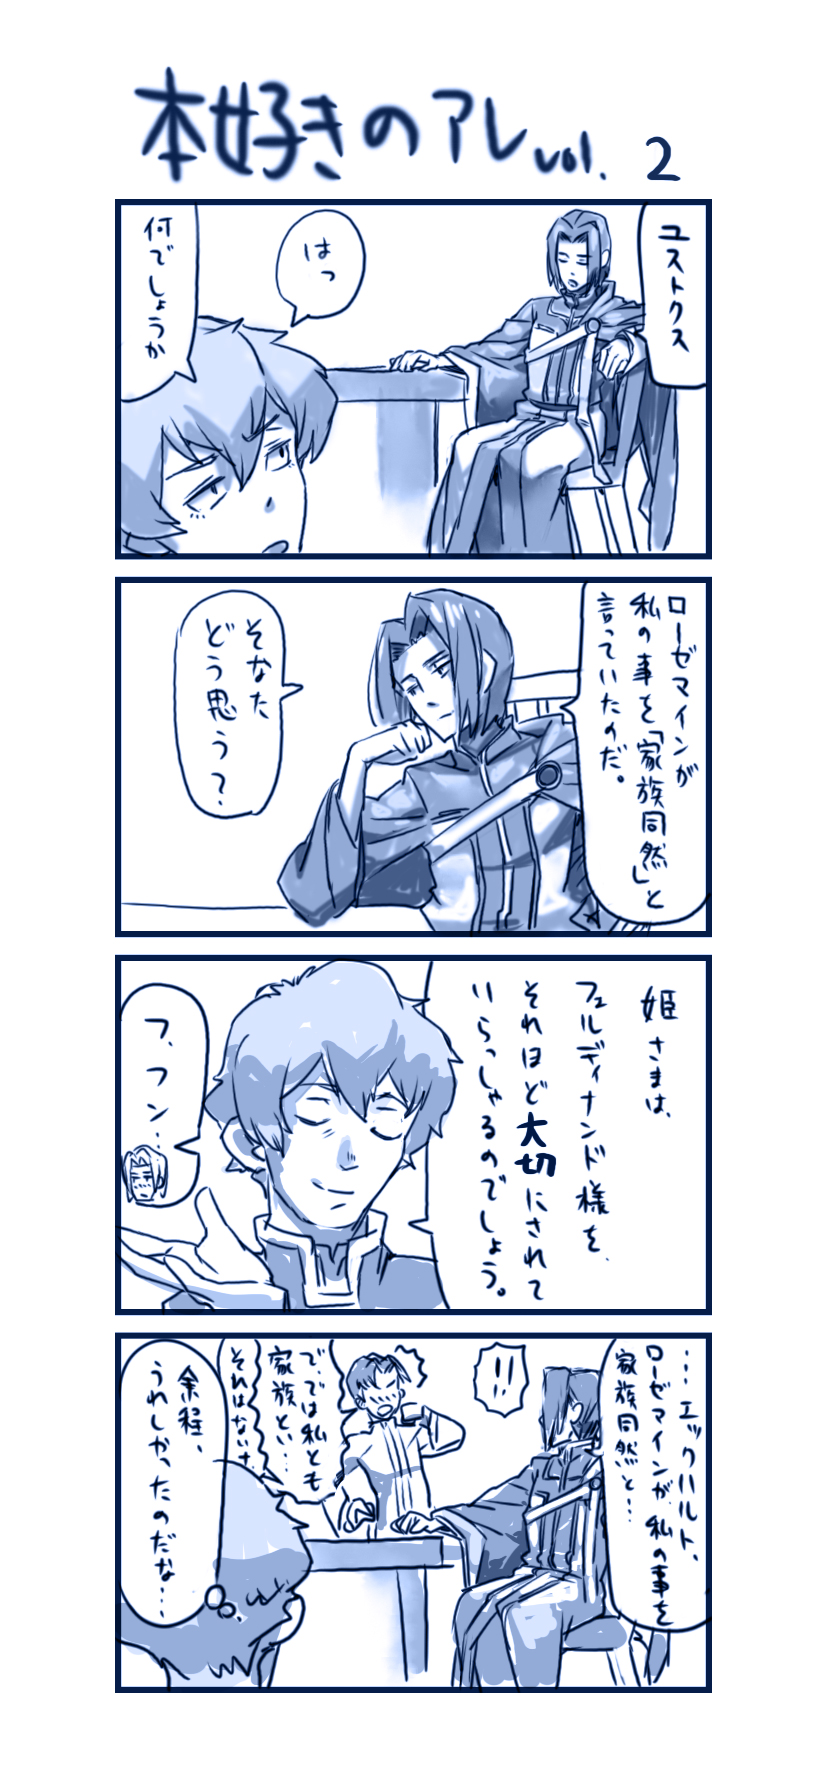 本好きのアレvol.2
ユストクス
はっ
何でしょうか
ローゼマインが
私の事を「家族同然」と
言っていたのだ。
そなた
どう思う？
姫さまは、
フェルディナンド様を、
それほど大切にされて
いらっしゃるのでしょう。
フ、フン…
…エックハルト、
ローゼマインが、私の事を
家族同然と…
!!
で…では私とも
家族とい…
それはないさ
余程、
うれしかったのだな…